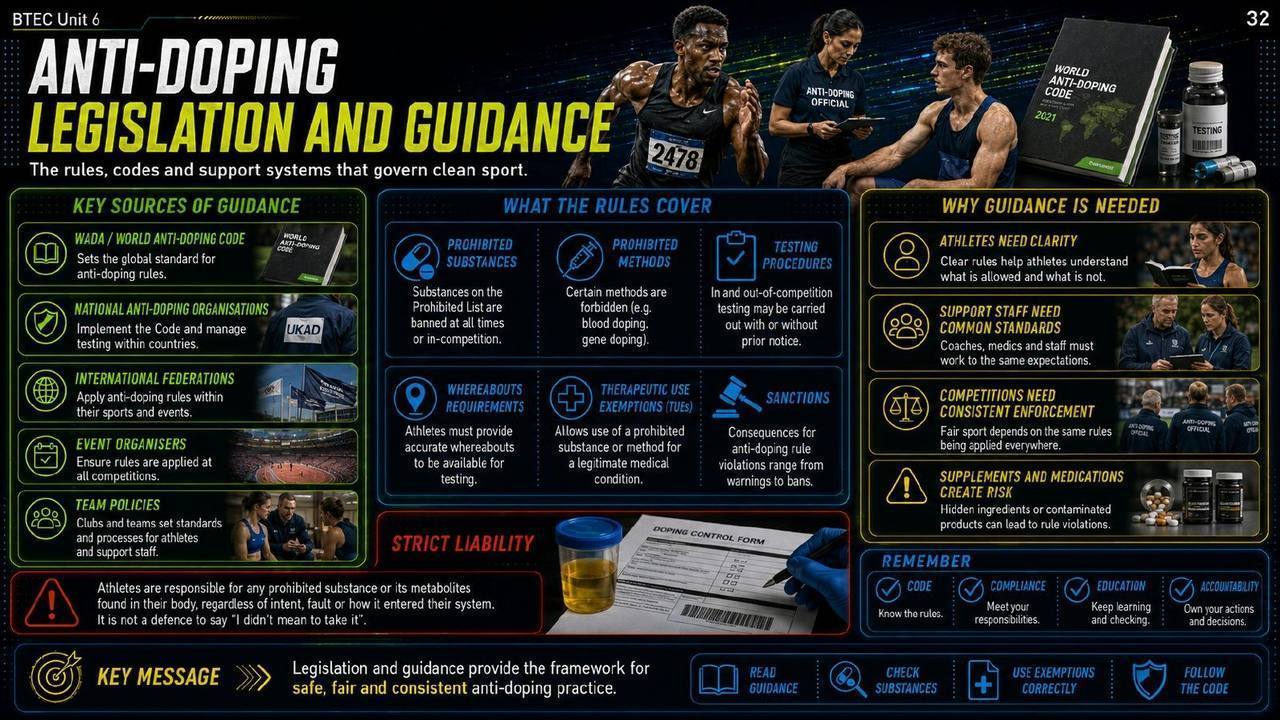 BTEC Unit 6
32
ANTI-DOPING
LEGISLATION AND GUIDANCE
The rules, codes and support systems that govern clean sport.
2478
ANTI-DOPING
OFFICIAL
WORLD
ANTI-DOPING
CODE
2021
TESTING
KEY SOURCES OF GUIDANCE
WADA / WORLD ANTI-DOPING CODE
Sets the global standard for
anti-doping rules.
WORLD
ANTI-DOPING
CODE
NATIONAL ANTI-DOPING ORGANISATIONS
Implement the Code and manage
testing within countries.
UKAD
INTERNATIONAL FEDERATIONS
Apply anti-doping rules within
their sports and events.
EVENT ORGANISERS
Ensure rules are applied at
all competitions.
TEAM POLICIES
Clubs and teams set standards
and processes for athletes
and support staff.
WHAT THE RULES COVER
PROHIBITED
SUBSTANCES
Substances on the
Prohibited List are
banned at all times
or in-competition.
PROHIBITED
METHODS
Certain methods are
forbidden (e.g.
blood doping,
gene doping).
TESTING
PROCEDURES
In and out-of-competition
testing may be carried
out with or without
prior notice.
WHEREABOUTS
REQUIREMENTS
Athletes must provide
accurate whereabouts
to be available for
testing.
THERAPEUTIC USE
EXEMPTIONS (TUEs)
Allows use of a prohibited
substance or method for
a legitimate medical
condition.
SANCTIONS
Consequences for
anti-doping rule
violations range from
warnings to bans.
WHY GUIDANCE IS NEEDED
ATHLETES NEED CLARITY
Clear rules help athletes understand
what is allowed and what is not.
SUPPORT STAFF NEED
COMMON STANDARDS
Coaches, medics and staff must
work to the same expectations.
COMPETITIONS NEED
CONSISTENT ENFORCEMENT
Fair sport depends on the same rules
being applied everywhere.
ANTI-DOPING
OFFICIAL
SUPPLEMENTS AND MEDICATIONS
CREATE RISK
Hidden ingredients or contaminated
products can lead to rule violations.
STRICT LIABILITY
DOPING CONTROL FORM
Athletes are responsible for any prohibited substance or its metabolites
found in their body, regardless of intent, fault or how it entered their system.
It is not a defence to say “I didn’t mean to take it”.
REMEMBER
CODE
Know the rules.
COMPLIANCE
Meet your
responsibilities.
EDUCATION
Keep learning
and checking.
ACCOUNTABILITY
Own your actions
and decisions.
KEY MESSAGE
Legislation and guidance provide the framework for
safe, fair and consistent anti-doping practice.
READ
GUIDANCE
CHECK
SUBSTANCES
USE EXEMPTIONS
CORRECTLY
FOLLOW
THE CODE